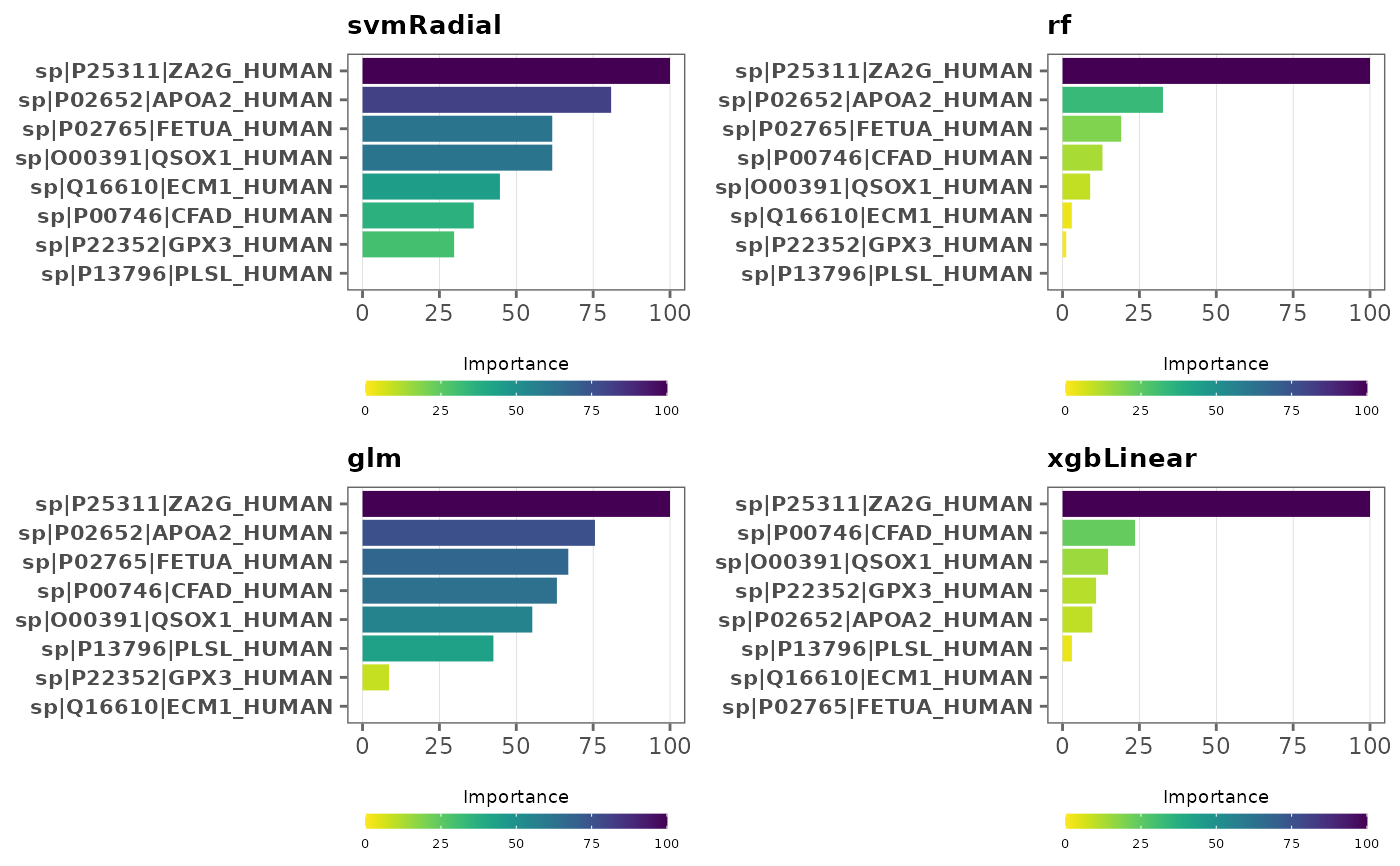 svmRadial
sp|P25311|ZA2G_HUMAN
sp|P02652|APOA2_HUMAN
sp|P02765|FETUA_HUMAN
sp|O00391|QSOX1_HUMAN
sp|Q16610|ECM1_HUMAN
sp|P00746|CFAD_HUMAN
sp|P22352|GPX3_HUMAN
sp|P13796|PLSL_HUMAN
0 25 50 75 100
Importance
0 25 50 75 100
rf
sp|P25311|ZA2G_HUMAN
sp|P02652|APOA2_HUMAN
sp|P02765|FETUA_HUMAN
sp|P00746|CFAD_HUMAN
sp|O00391|QSOX1_HUMAN
sp|Q16610|ECM1_HUMAN
sp|P22352|GPX3_HUMAN
sp|P13796|PLSL_HUMAN
0 25 50 75 100
Importance
0 25 50 75 100
glm
sp|P25311|ZA2G_HUMAN
sp|P02652|APOA2_HUMAN
sp|P02765|FETUA_HUMAN
sp|P00746|CFAD_HUMAN
sp|O00391|QSOX1_HUMAN
sp|P13796|PLSL_HUMAN
sp|P22352|GPX3_HUMAN
sp|Q16610|ECM1_HUMAN
0 25 50 75 100
Importance
0 25 50 75 100
xgbLinear
sp|P25311|ZA2G_HUMAN
sp|P00746|CFAD_HUMAN
sp|O00391|QSOX1_HUMAN
sp|P22352|GPX3_HUMAN
sp|P02652|APOA2_HUMAN
sp|P13796|PLSL_HUMAN
sp|Q16610|ECM1_HUMAN
sp|P02765|FETUA_HUMAN
0 25 50 75 100
Importance
0 25 50 75 100